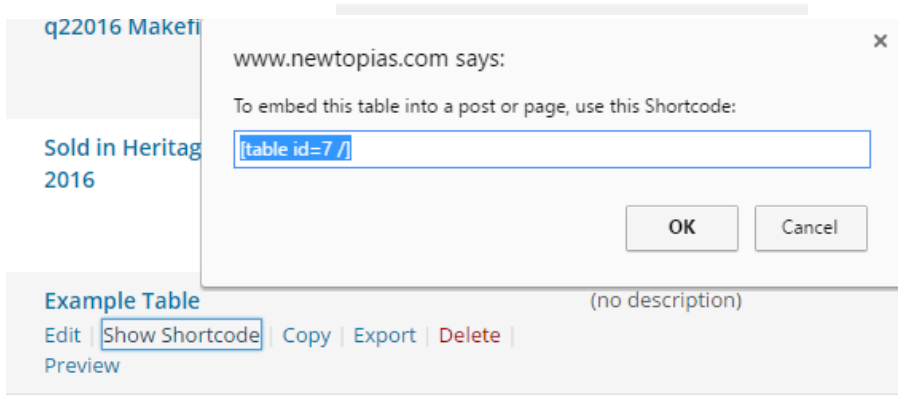 q22016 Makefi
www.newtopias.com says:
×
To embed this table into a post or page, use this Shortcode:
[table id=7 /]
Sold in Heritag
2016
OK
Cancel
Example Table
(no description)
Edit | Show Shortcode | Copy | Export | Delete |
Preview